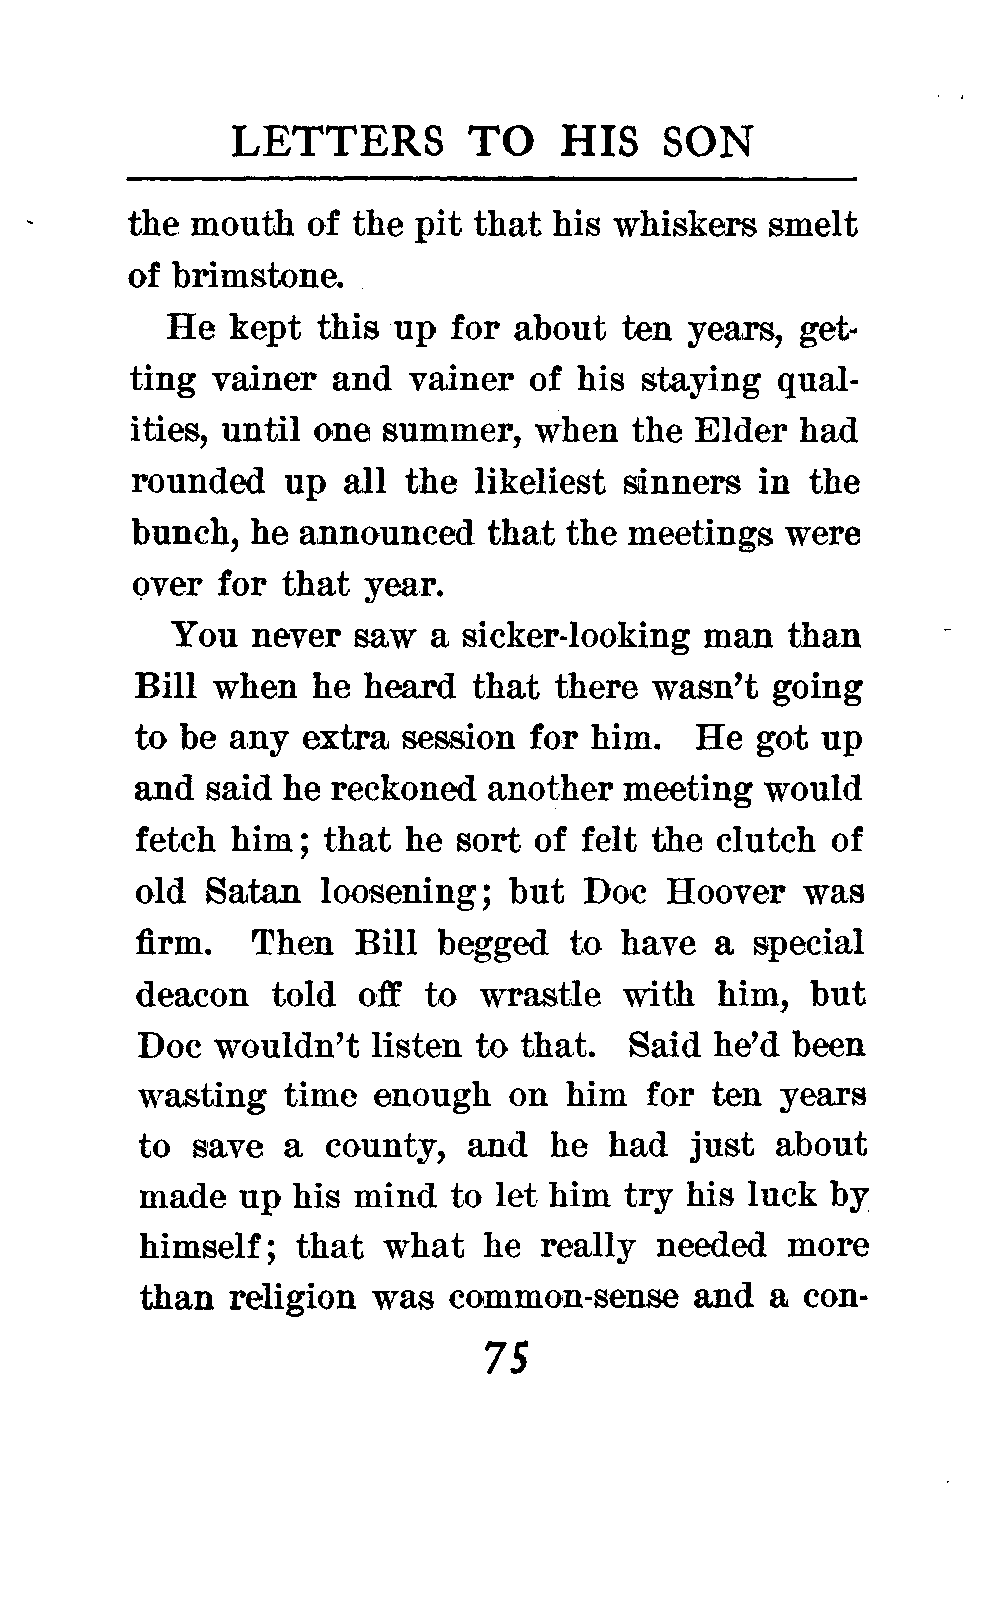 LETTERS TO HIS SON
the mouth of the pit that his whiskers smelt
of brimstone.
He kept this up for about ten years, get-
ting vainer and vainer of his staying qual-
ities, until one summer, when the Elder had
rounded up all the likeliest sinners in the
bunch, he announced that the meetings were
over for that year.
You never saw a sicker-looking man than
Bill when he heard that there wasn't going
to be any extra session for him. He got up
and said he reckoned another meeting would
fetch him; that he sort of felt the clutch of
old Satan loosening; but Doc Hoover was
firm. Then Bill begged to have a special
deacon told off to wrastle with him, but
Doc wouldn't listen to that. Said he'd been
wasting time enough on him for ten years
to save a county, and he had just about
made up his mind to let him try his luck by
himself; that what he really needed more
than religion was common-sense and a con-
75